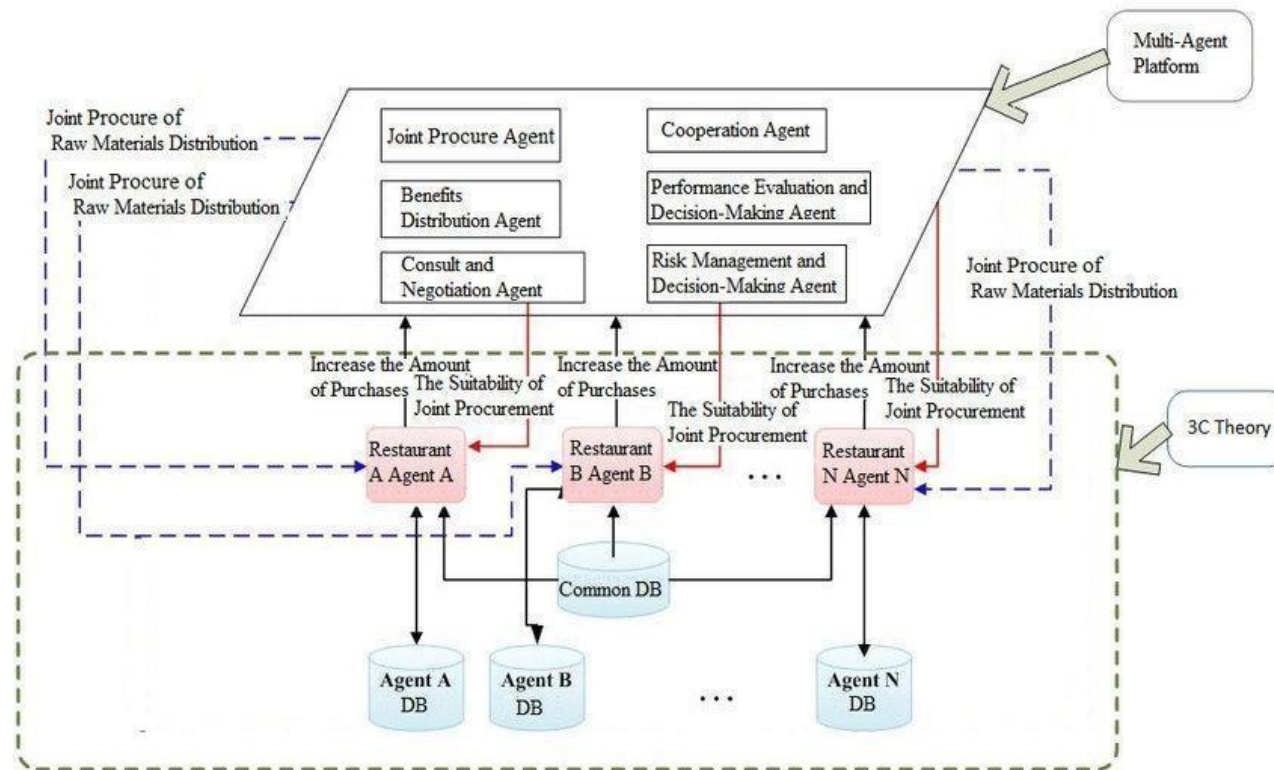 Multi-Agent
Platform
Joint Procure of
Raw Materials Distribution
Joint Procure of
Raw Materials Distribution
Joint Procure Agent
Cooperation Agent
Benefits
Distribution Agent
Performance Evaluation and
Decision-Making Agent
Consult and
Negotiation Agent
Risk Management and
Decision-Making Agent
Joint Procure of
Raw Materials Distribution
Increase the Amount
of Purchases
The Suitability of
Joint Procurement
Increase the Amount
of Purchases
The Suitability of
Joint Procurement
Increase the Amount
of Purchases
The Suitability of
Joint Procurement
3C Theory
Restaurant
A Agent A
Restaurant
B Agent B
...
Restaurant
N Agent N
Common DB
Agent A
DB
Agent B
DB
...
Agent N
DB